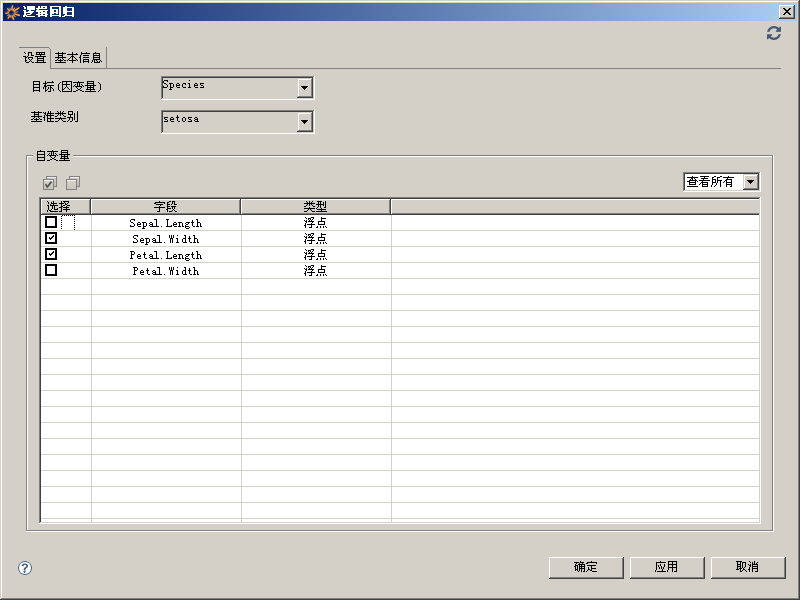 逻辑回归
设置 基本信息
目标(因变量) Species
基准类别 setosa
自变量
查看所有
选择 字段 类型
Sepal.Length 浮点
Sepal.Width 浮点
Petal.Length 浮点
Petal.Width 浮点
确定 应用 取消